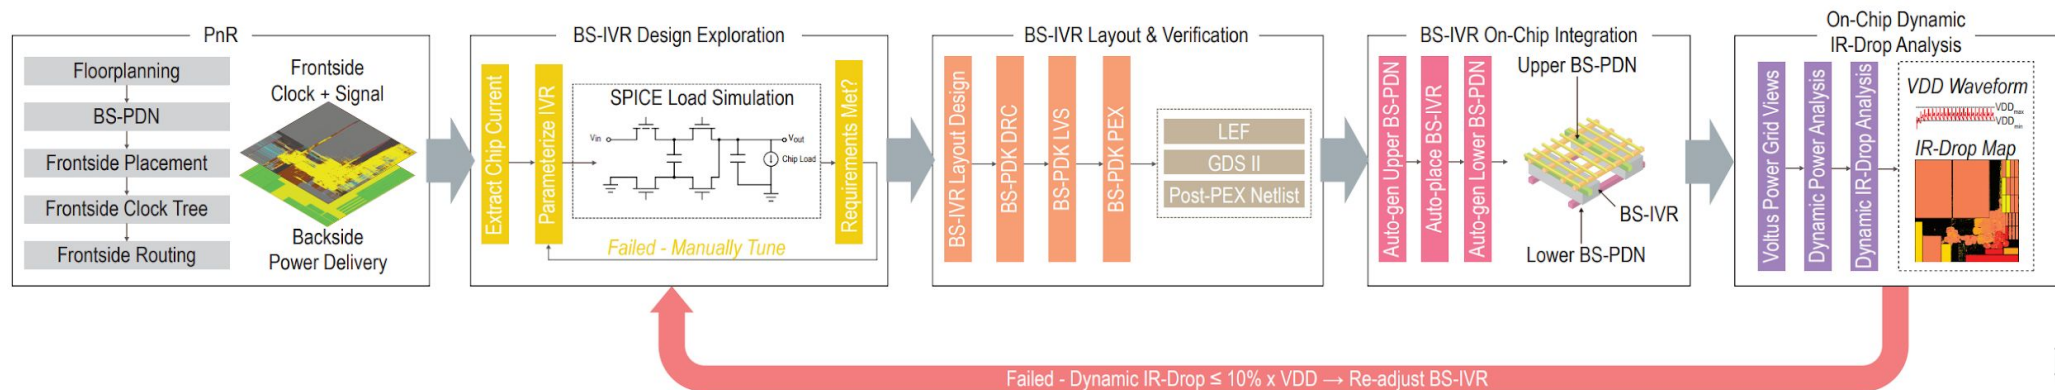 PnR
Floorplanning
BS-PDN
Frontside Placement
Frontside Clock Tree
Frontside Routing
Frontside
Clock + Signal
Backside
Power Delivery
BS-IVR Design Exploration
Extract Chip Current
Parameterize IVR
SPICE Load Simulation
Vin
Vout
Chip Load
Requirements Met?
Failed - Manually Tune
BS-IVR Layout & Verification
BS-IVR Layout Design
BS-PDK DRC
BS-PDK LVS
BS-PDK PEX
LEF
GDS II
Post-PEX Netlist
BS-IVR On-Chip Integration
Auto-gen Upper BS-PDN
Auto-place BS-IVR
Auto-gen Lower BS-PDN
Upper BS-PDN
BS-IVR
Lower BS-PDN
On-Chip Dynamic
IR-Drop Analysis
Voltus Power Grid Views
Dynamic Power Analysis
Dynamic IR-Drop Analysis
VDD Waveform
VDDmax
VDDmin
IR-Drop Map
Failed - Dynamic IR-Drop ≤ 10% x VDD → Re-adjust BS-IVR